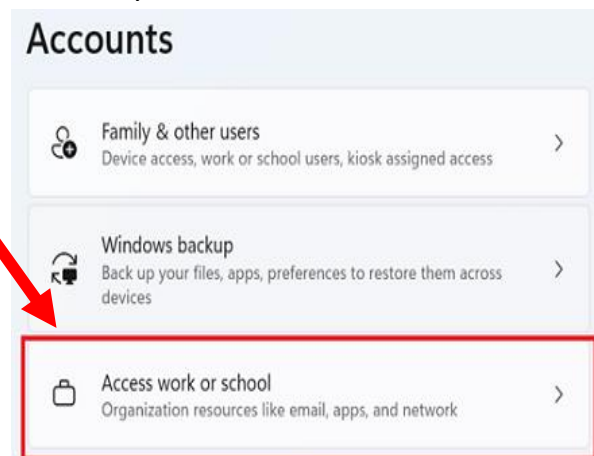 Accounts
Family & other users
Device access, work or school users, kiosk assigned access
Windows backup
Back up your files, apps, preferences to restore them across
devices
Access work or school
Organization resources like email, apps, and network